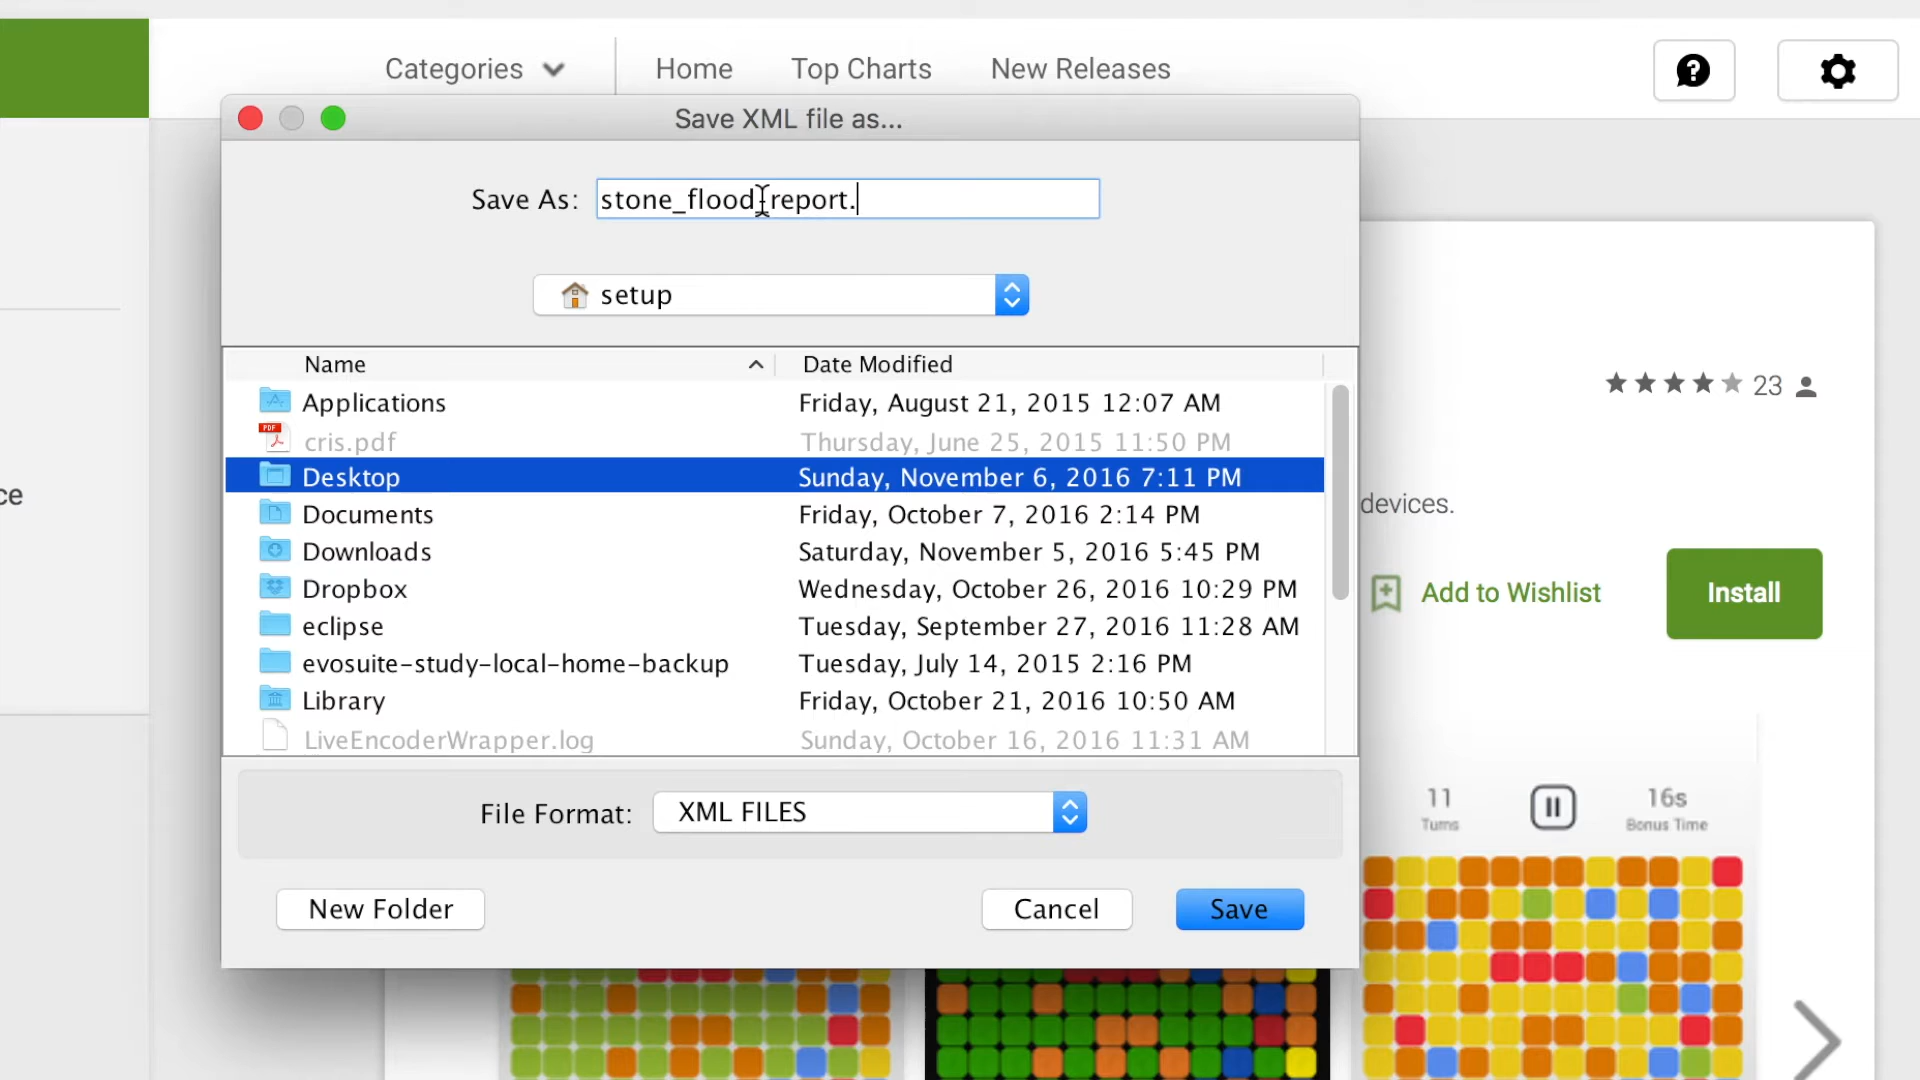 Categories Home Top Charts New Releases
Save XML file as...
Save As: stone_flood_report.
setup
Name Date Modified
Applications Friday, August 21, 2015 12:07 AM
cris.pdf Thursday, June 25, 2015 11:50 PM
Desktop Sunday, November 6, 2016 7:11 PM
Documents Friday, October 7, 2016 2:14 PM
Downloads Saturday, November 5, 2016 5:45 PM
Dropbox Wednesday, October 26, 2016 10:29 PM
eclipse Tuesday, September 27, 2016 11:28 AM
evosuite-study-local-home-backup Tuesday, July 14, 2015 2:16 PM
Library Friday, October 21, 2016 10:50 AM
LiveEncoderWrapper.log Sunday, October 16, 2016 11:31 AM
File Format: XML FILES
New Folder Cancel Save
ce
23
devices.
Add to Wishlist Install
11 16s
Turns Bonus Time